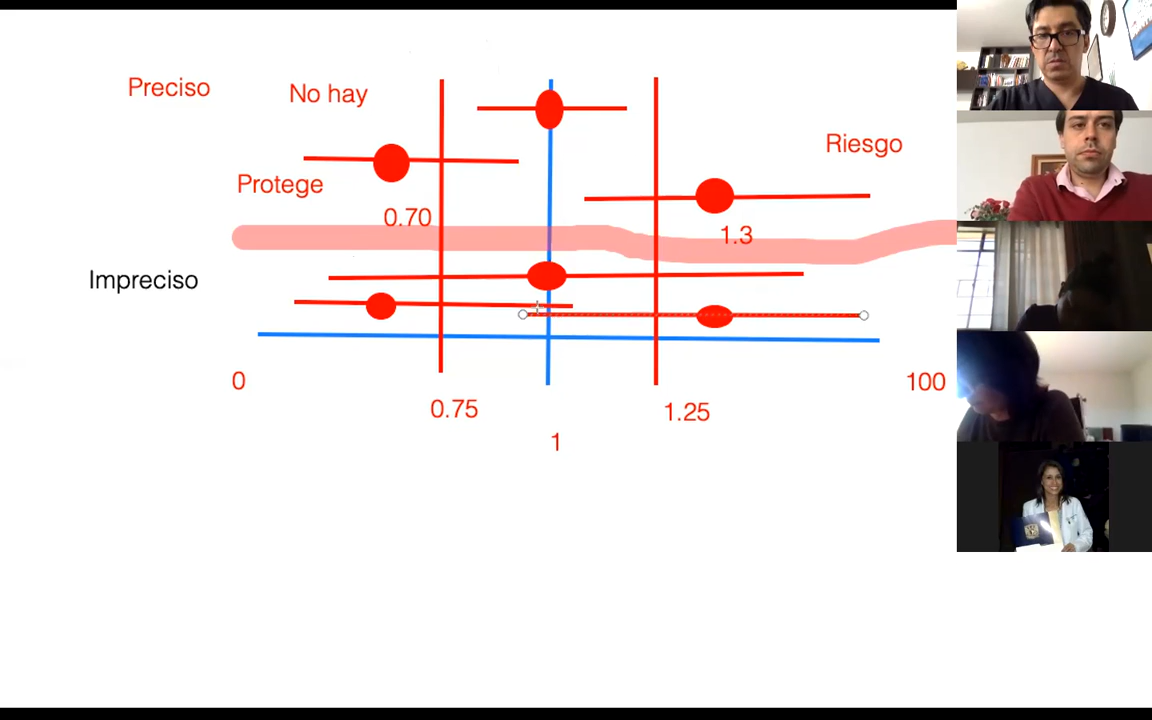 Preciso
No hay
Riesgo
Protege
0.70
1.3
Impreciso
0
100
0.75
1.25
1